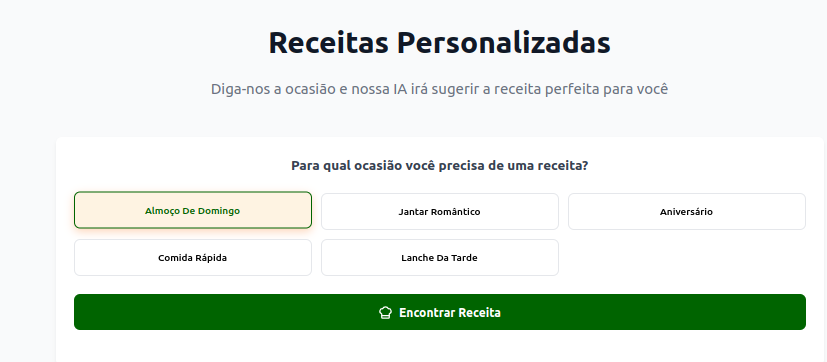 Receitas Personalizadas
Diga-nos a ocasião e nossa IA irá sugerir a receita perfeita para você
Para qual ocasião você precisa de uma receita?
Almoço De Domingo
Jantar Romântico
Aniversário
Comida Rápida
Lanche Da Tarde
Encontrar Receita